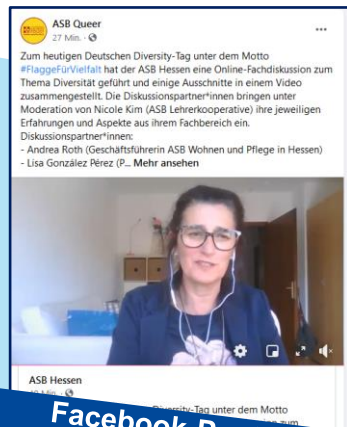 ASB Queer
27 Min. ·
Zum heutigen Deutschen Diversity-Tag unter dem Motto
#FlaggeFürVielfalt hat der ASB Hessen eine Online-Fachdiskussion zum
Thema Diversität geführt und einige Ausschnitte in einem Video
zusammengestellt. Die Diskussionspartner*innen bringen unter
Moderation von Nicole Kim (ASB Lehrerkooperative) ihre jeweiligen
Erfahrungen und Aspekte aus ihrem Fachbereich ein.
Diskussionspartner*innen:
- Andrea Roth (Geschäftsführerin ASB Wohnen und Pflege in Hessen)
- Lisa González Pérez (P... Mehr ansehen
ASB Hessen
Min. ·
Diversity-Tag unter dem Motto
zum
Facebook